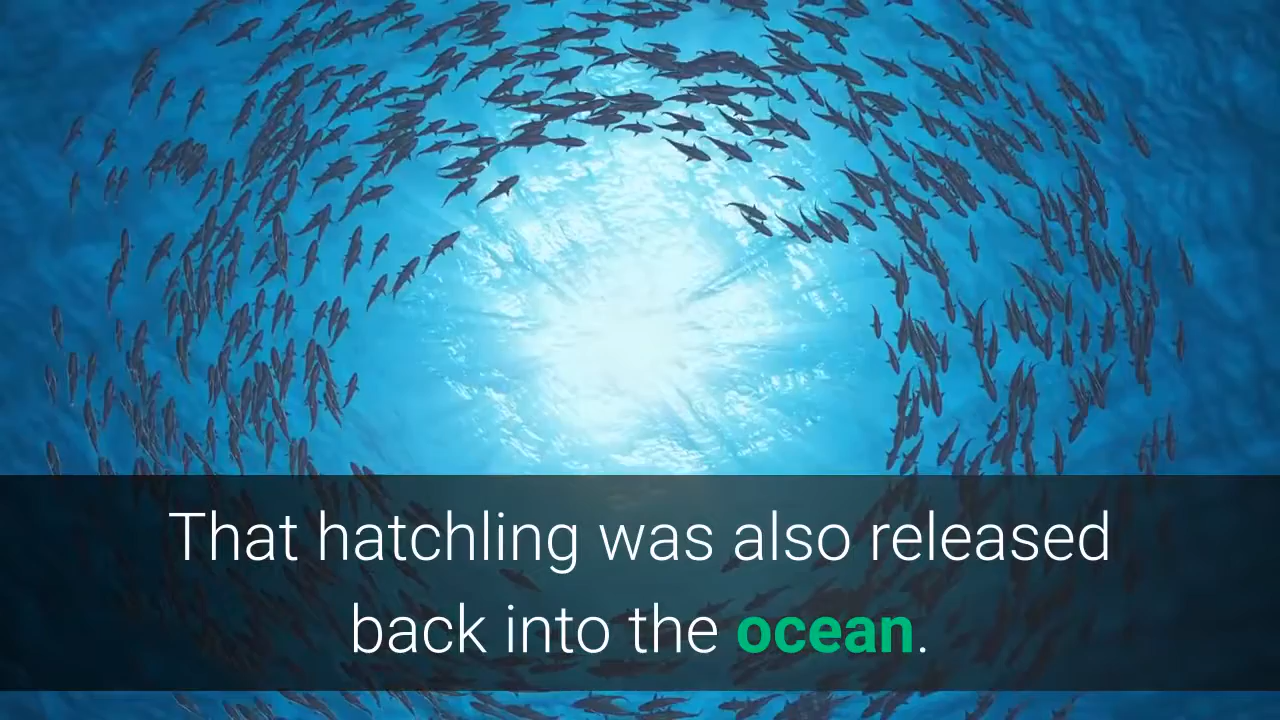 That hatchling was also released
back into the ocean.